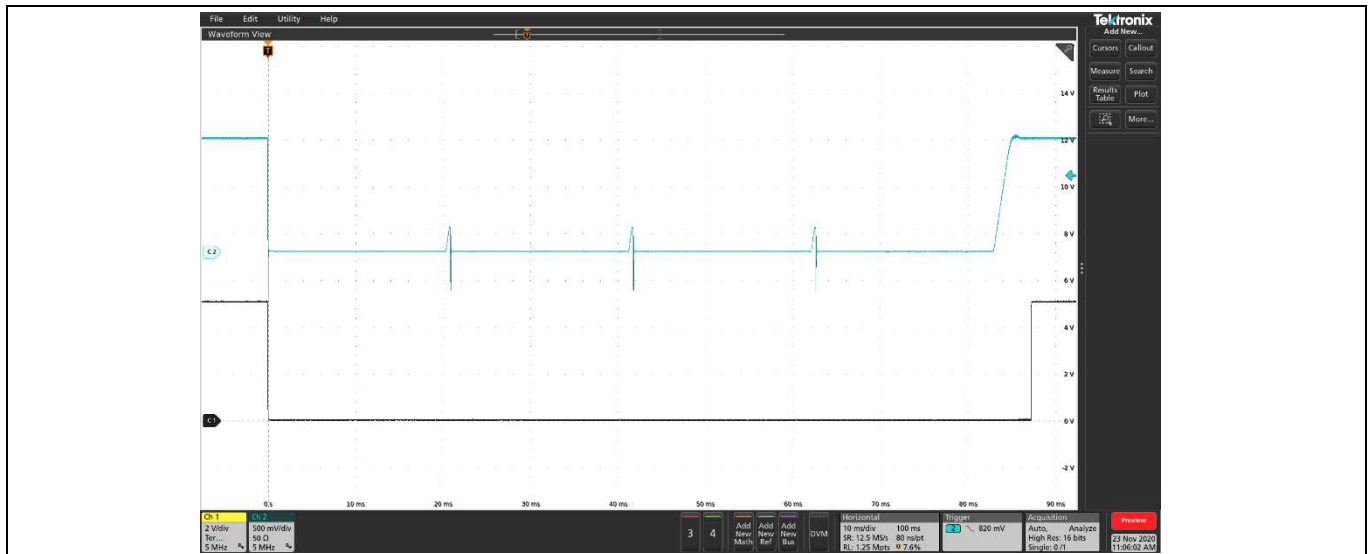 File Edit Utility Help
Tektronix
Waveform View
Add New...
T
Cursors Callout
Measure Search
Results Table Plot
More...
14 V
12 V
10 V
8 V
6 V
4 V
2 V
0 V
-2 V
C2
C1
0 s 10 ms 20 ms 30 ms 40 ms 50 ms 60 ms 70 ms 80 ms 90 ms
Ch 1
2 V/div
Ter...
5 MHz
Ch 2
500 mV/div
50 Ω
5 MHz
3 4
Add New Math
Add New Ref
Add New Bus
DVM
Horizontal
10 ms/div 100 ms
SR: 12.5 MS/s 80 ns/pt
RL: 1.25 Mpts 7.6%
Trigger
2 820 mV
Acquisition
Auto, Analyze
High Res: 16 bits
Single: 0 /1
Preview
23 Nov 2020
11:06:02 AM